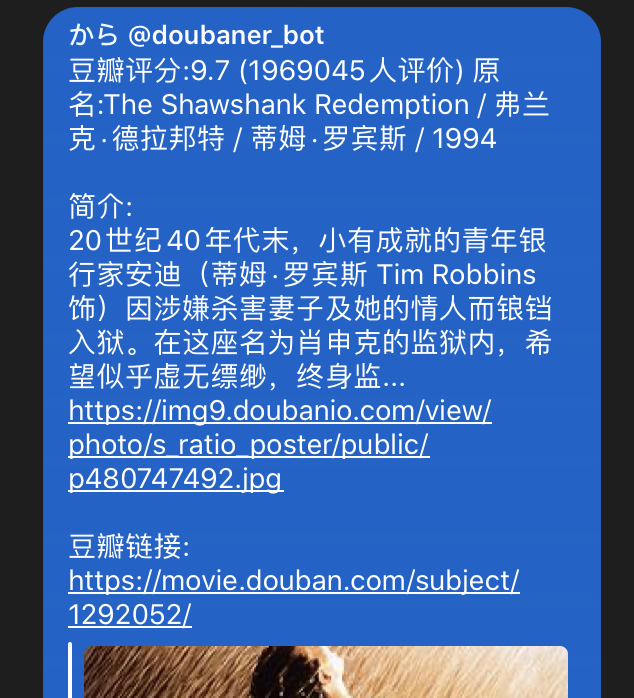 から @doubaner_bot
豆瓣评分:9.7 (1969045人评价) 原
名:The Shawshank Redemption / 弗兰
克·德拉邦特 / 蒂姆·罗宾斯 / 1994
简介:
20世纪40年代末，小有成就的青年银
行家安迪（蒂姆·罗宾斯 Tim Robbins
饰）因涉嫌杀害妻子及她的情人而锒铛
入狱。在这座名为肖申克的监狱内，希
望似乎虚无缥缈，终身监...
https://img9.doubanio.com/view/
photo/s_ratio_poster/public/
p480747492.jpg
豆瓣链接:
https://movie.douban.com/subject/
1292052/